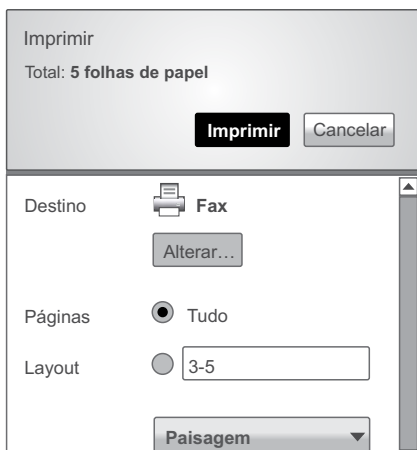 Imprimir
Total: 5 folhas de papel
Imprimir Cancelar
Destino Fax
Alterar…
Páginas Tudo
Layout 3-5
Paisagem